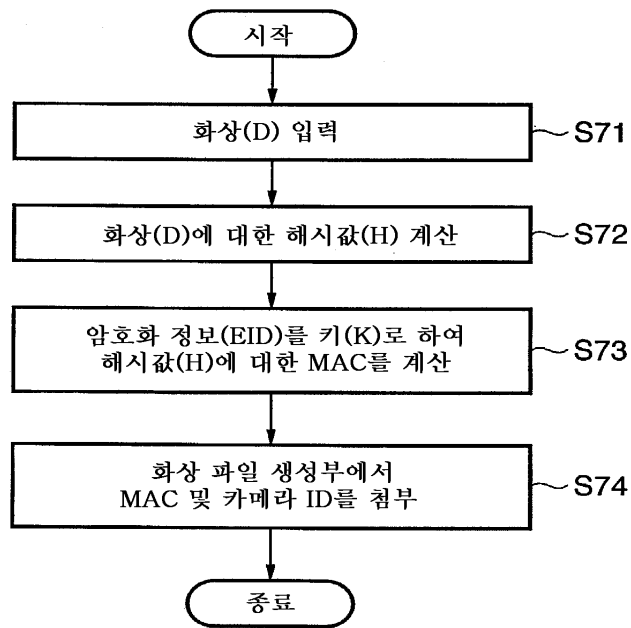 시작
화상(D) 입력
S71
화상(D)에 대한 해시값(H) 계산
S72
암호화 정보(EID)를 키(K)로 하여
해시값(H)에 대한 MAC를 계산
S73
화상 파일 생성부에서
MAC 및 카메라 ID를 첨부
S74
종료